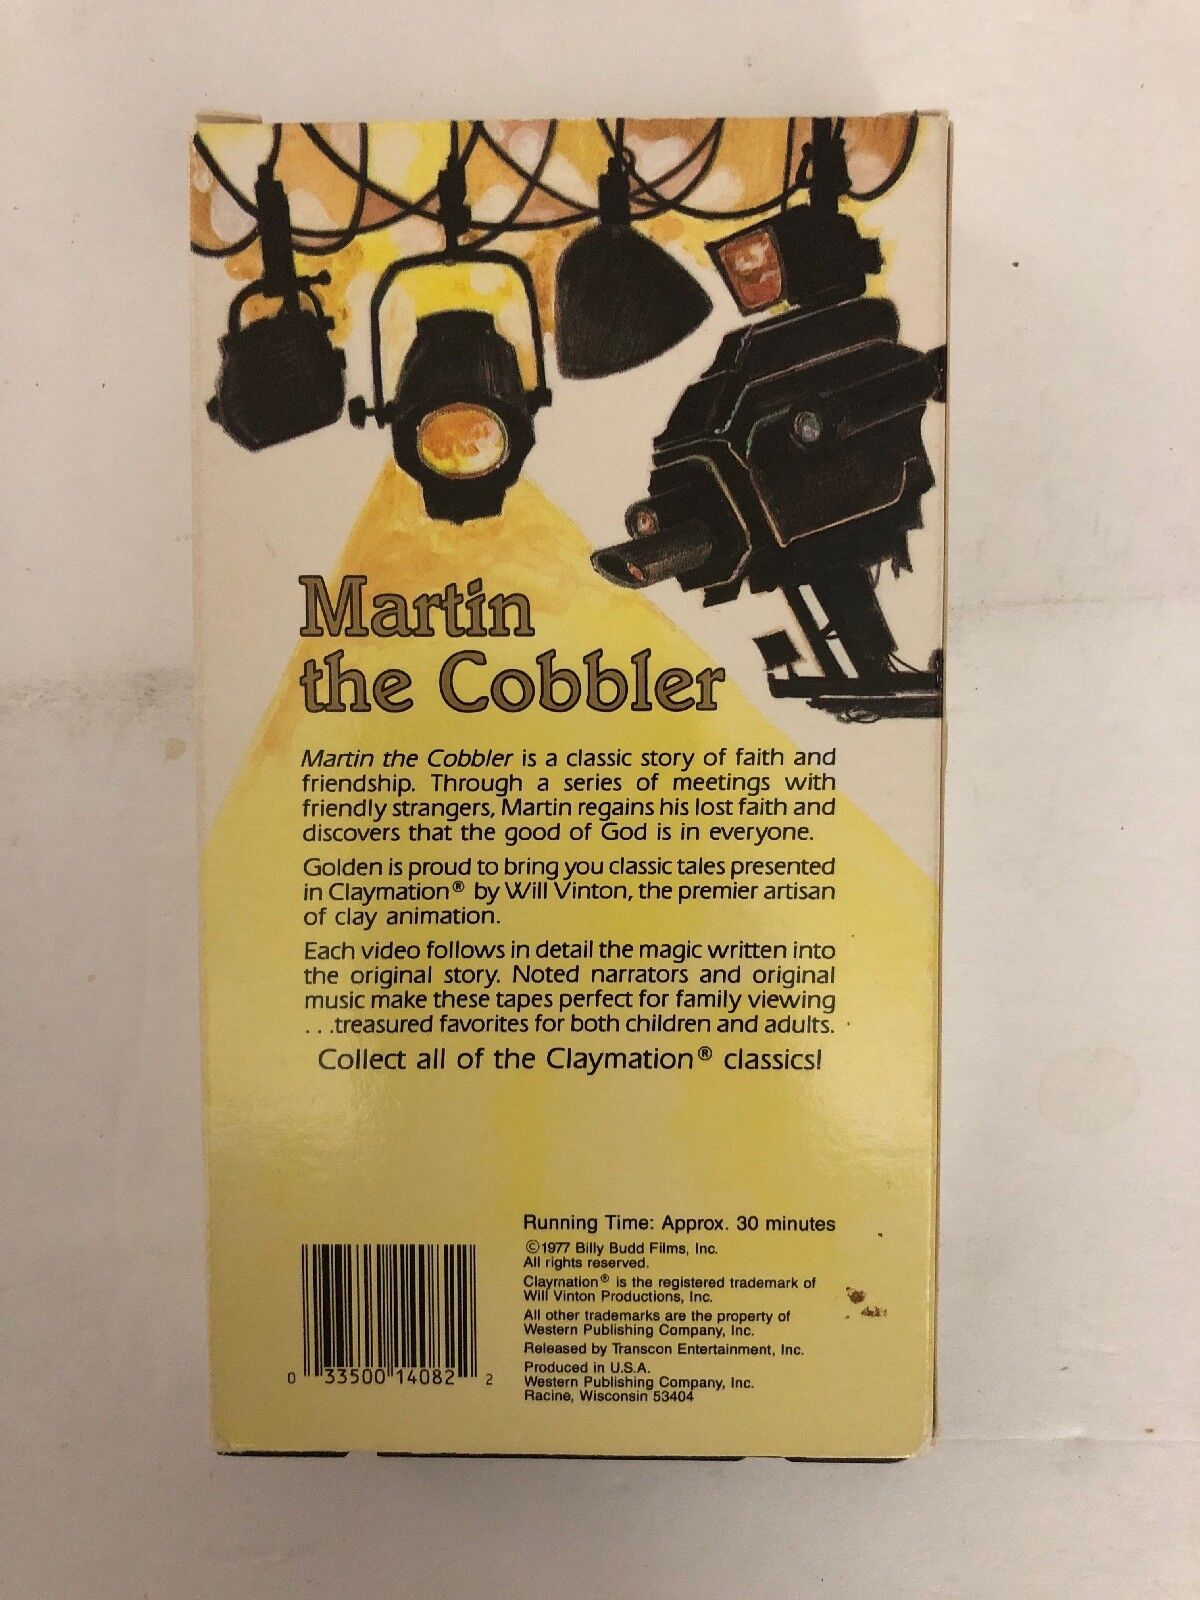 Martin
the Cobbler
Martin the Cobbler is a classic story of faith and
friendship. Through a series of meetings with
friendly strangers, Martin regains his lost faith and
discovers that the good of God is in everyone.
Golden is proud to bring you classic tales presented
in Claymation® by Will Vinton, the premier artisan
of clay animation.
Each video follows in detail the magic written into
the original story. Noted narrators and original
music make these tapes perfect for family viewing
. . .treasured favorites for both children and adults.
Collect all of the Claymation® classics!
Running Time: Approx. 30 minutes
©1977 Billy Budd Films, Inc.
All rights reserved.
Claymation® is the registered trademark of
Will Vinton Productions, Inc.
All other trademarks are the property of
Western Publishing Company, Inc.
Released by Transcon Entertainment, Inc.
Produced in U.S.A.
Western Publishing Company, Inc.
Racine, Wisconsin 53404
0 33500 14082 2